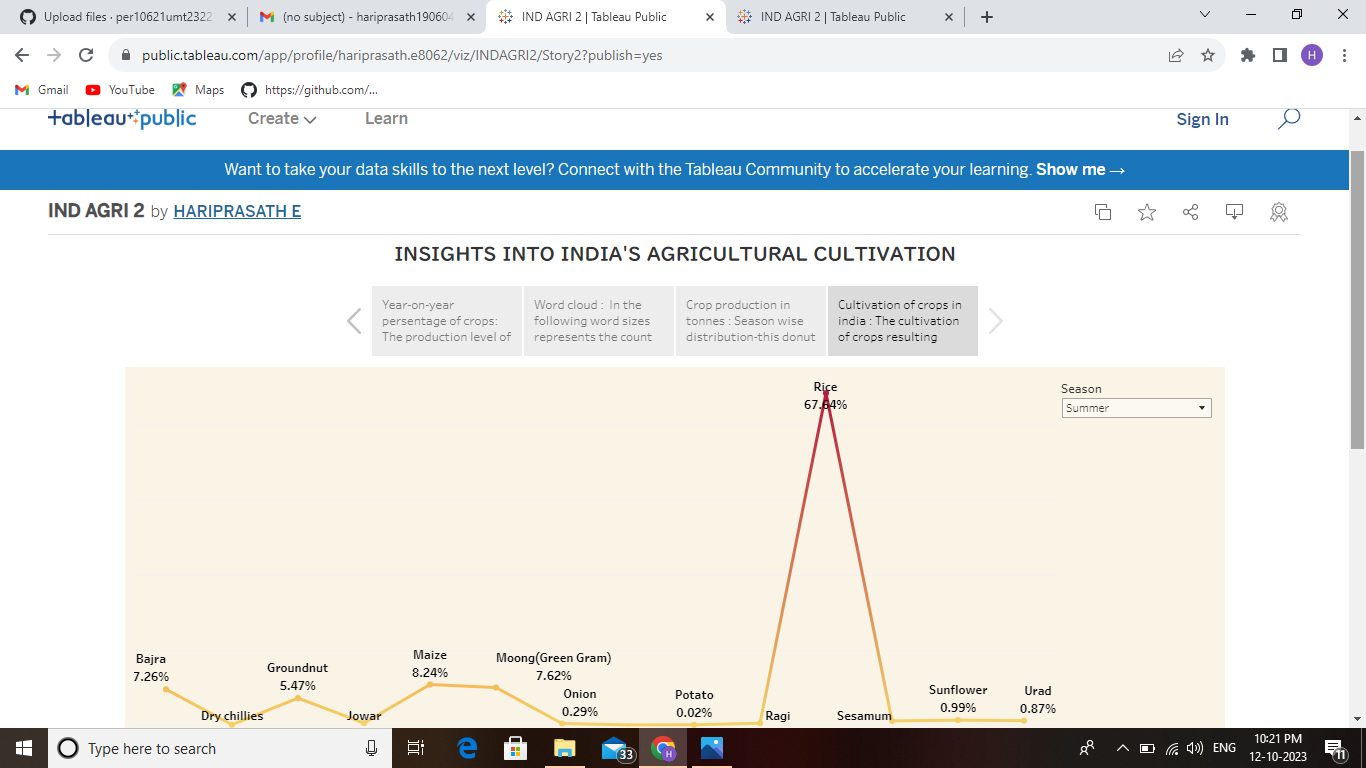 Upload files · per10621umt2322
(no subject) - hariprasath190604
IND AGRI 2 | Tableau Public
IND AGRI 2 | Tableau Public
public.tableau.com/app/profile/hariprasath.e8062/viz/INDAGRI2/Story2?publish=yes
H
Gmail
YouTube
Maps
https://github.com/...
tableau public
Create
Learn
Sign In
Want to take your data skills to the next level? Connect with the Tableau Community to accelerate your learning. Show me →
IND AGRI 2 by HARIPRASATH E
INSIGHTS INTO INDIA'S AGRICULTURAL CULTIVATION
Year-on-year
persentage of crops:
The production level of
Word cloud : In the
following word sizes
represents the count
Crop production in
tonnes : Season wise
distribution-this donut
Cultivation of crops in
india : The cultivation
of crops resulting
Season
Summer
Rice
67.64%
Bajra
7.26%
Dry chillies
Groundnut
5.47%
Jowar
Maize
8.24%
Moong(Green Gram)
7.62%
Onion
0.29%
Potato
0.02%
Ragi
Sesamum
Sunflower
0.99%
Urad
0.87%
Type here to search
33
H
ENG
10:21 PM
12-10-2023
11